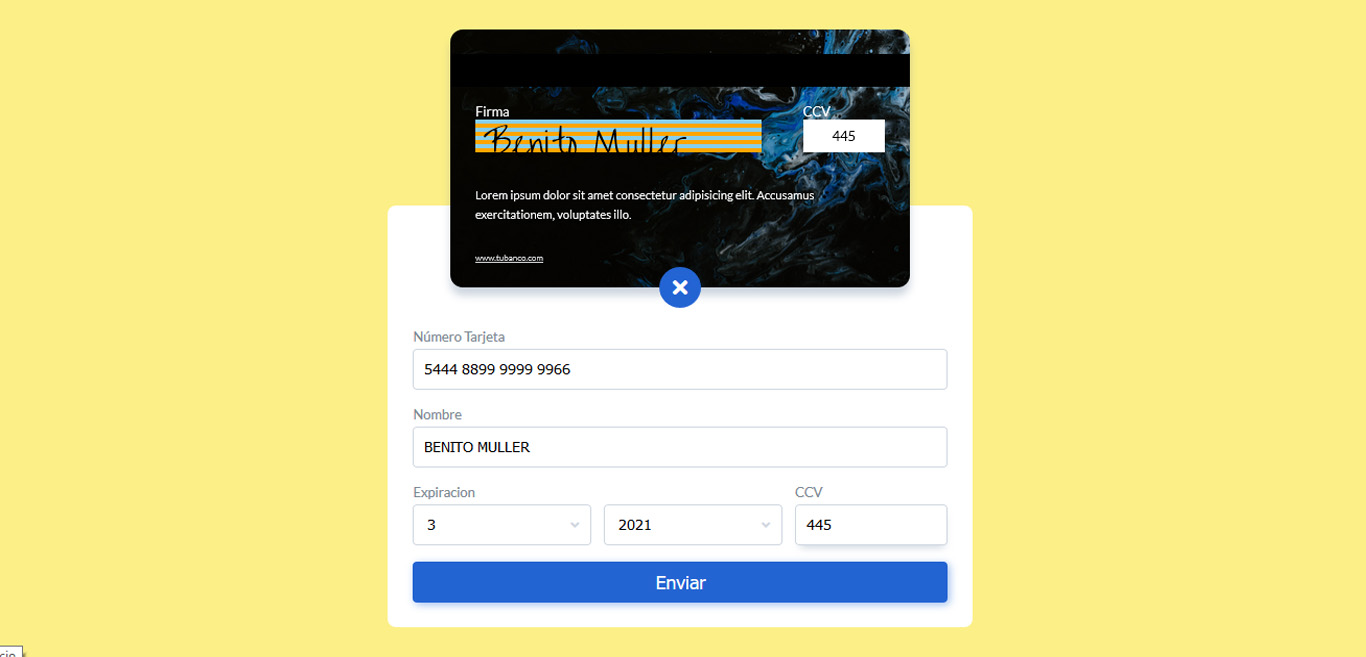 Firma
CCV
Benito Muller
445
Lorem ipsum dolor sit amet consectetur adipisicing elit. Accusamus
exercitationem, voluptates illo.
www.tubanco.com
Número Tarjeta
5444 8899 9999 9966
Nombre
BENITO MULLER
Expiracion
CCV
3
2021
445
Enviar